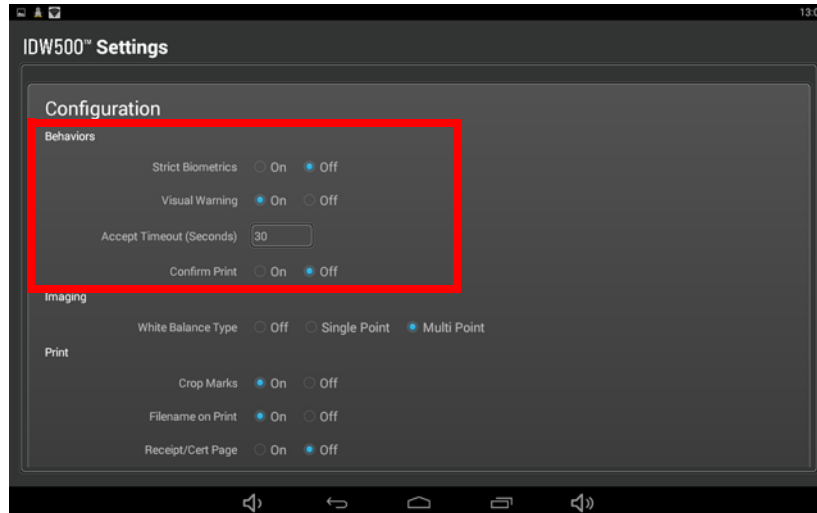 13:0
IDW500™ Settings
Configuration
Behaviors
Strict Biometrics On Off
Visual Warning On Off
Accept Timeout (Seconds) 30
Confirm Print On Off
Imaging
White Balance Type Off Single Point Multi Point
Print
Crop Marks On Off
Filename on Print On Off
Receipt/Cert Page On Off